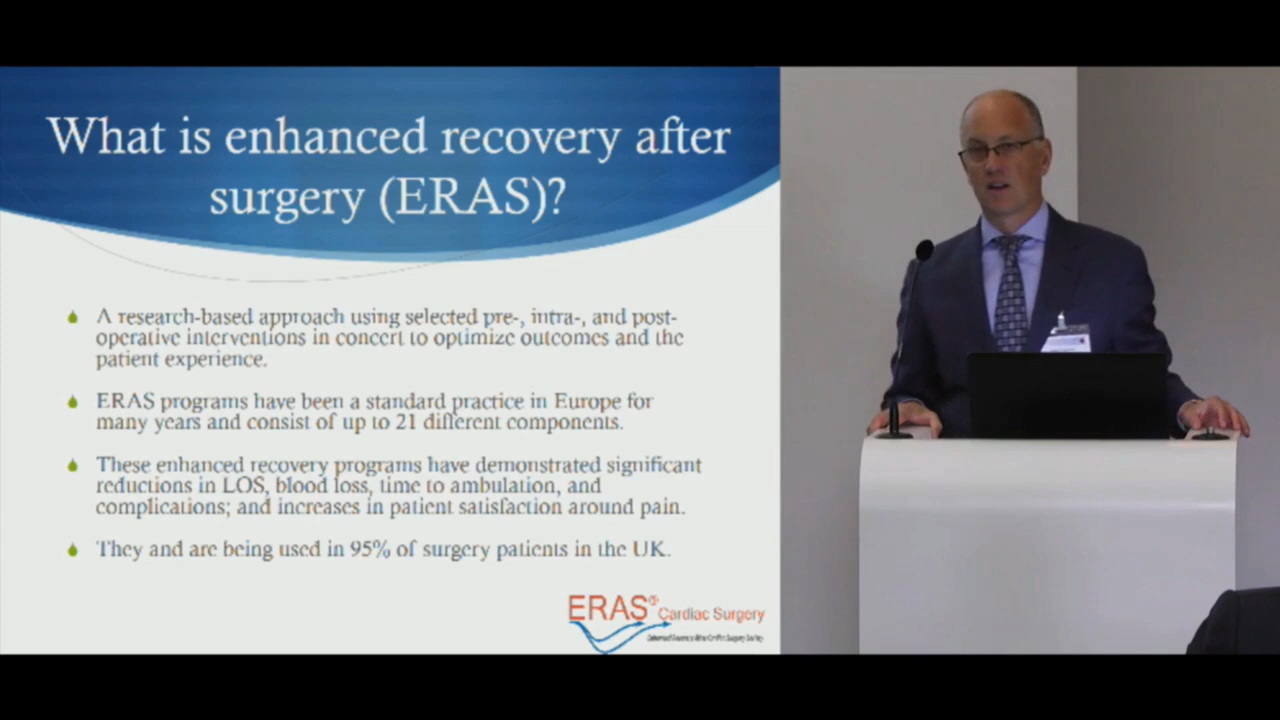 What is enhanced recovery after
surgery (ERAS)?
A research-based approach using selected pre-, intra-, and post-
operative interventions in concert to optimize outcomes and the
patient experience.
ERAS programs have been a standard practice in Europe for
many years and consist of up to 21 different components.
These enhanced recovery programs have demonstrated significant
reductions in LOS, blood loss, time to ambulation, and
complications; and increases in patient satisfaction around pain.
They and are being used in 95% of surgery patients in the UK.
ERAS® Cardiac Surgery